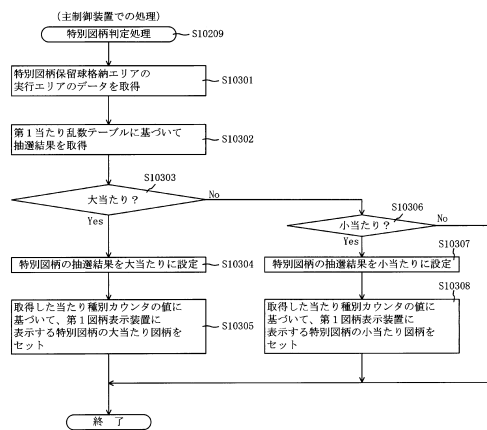 (主制御装置での処理)
特別図柄判定処理
S10209
特別図柄保留球格納エリアの
実行エリアのデータを取得
S10301
第1当たり乱数テーブルに基づいて
抽選結果を取得
S10302
S10303
大当たり?
No
Yes
S10306
小当たり?
No
Yes
特別図柄の抽選結果を大当たりに設定
S10304
S10307
特別図柄の抽選結果を小当たりに設定
取得した当たり種別カウンタの値に
基づいて、第1図柄表示装置に
表示する特別図柄の大当たり図柄を
セット
S10305
S10308
取得した当たり種別カウンタの値に
基づいて、第1図柄表示装置に
表示する特別図柄の小当たり図柄を
セット
終 了